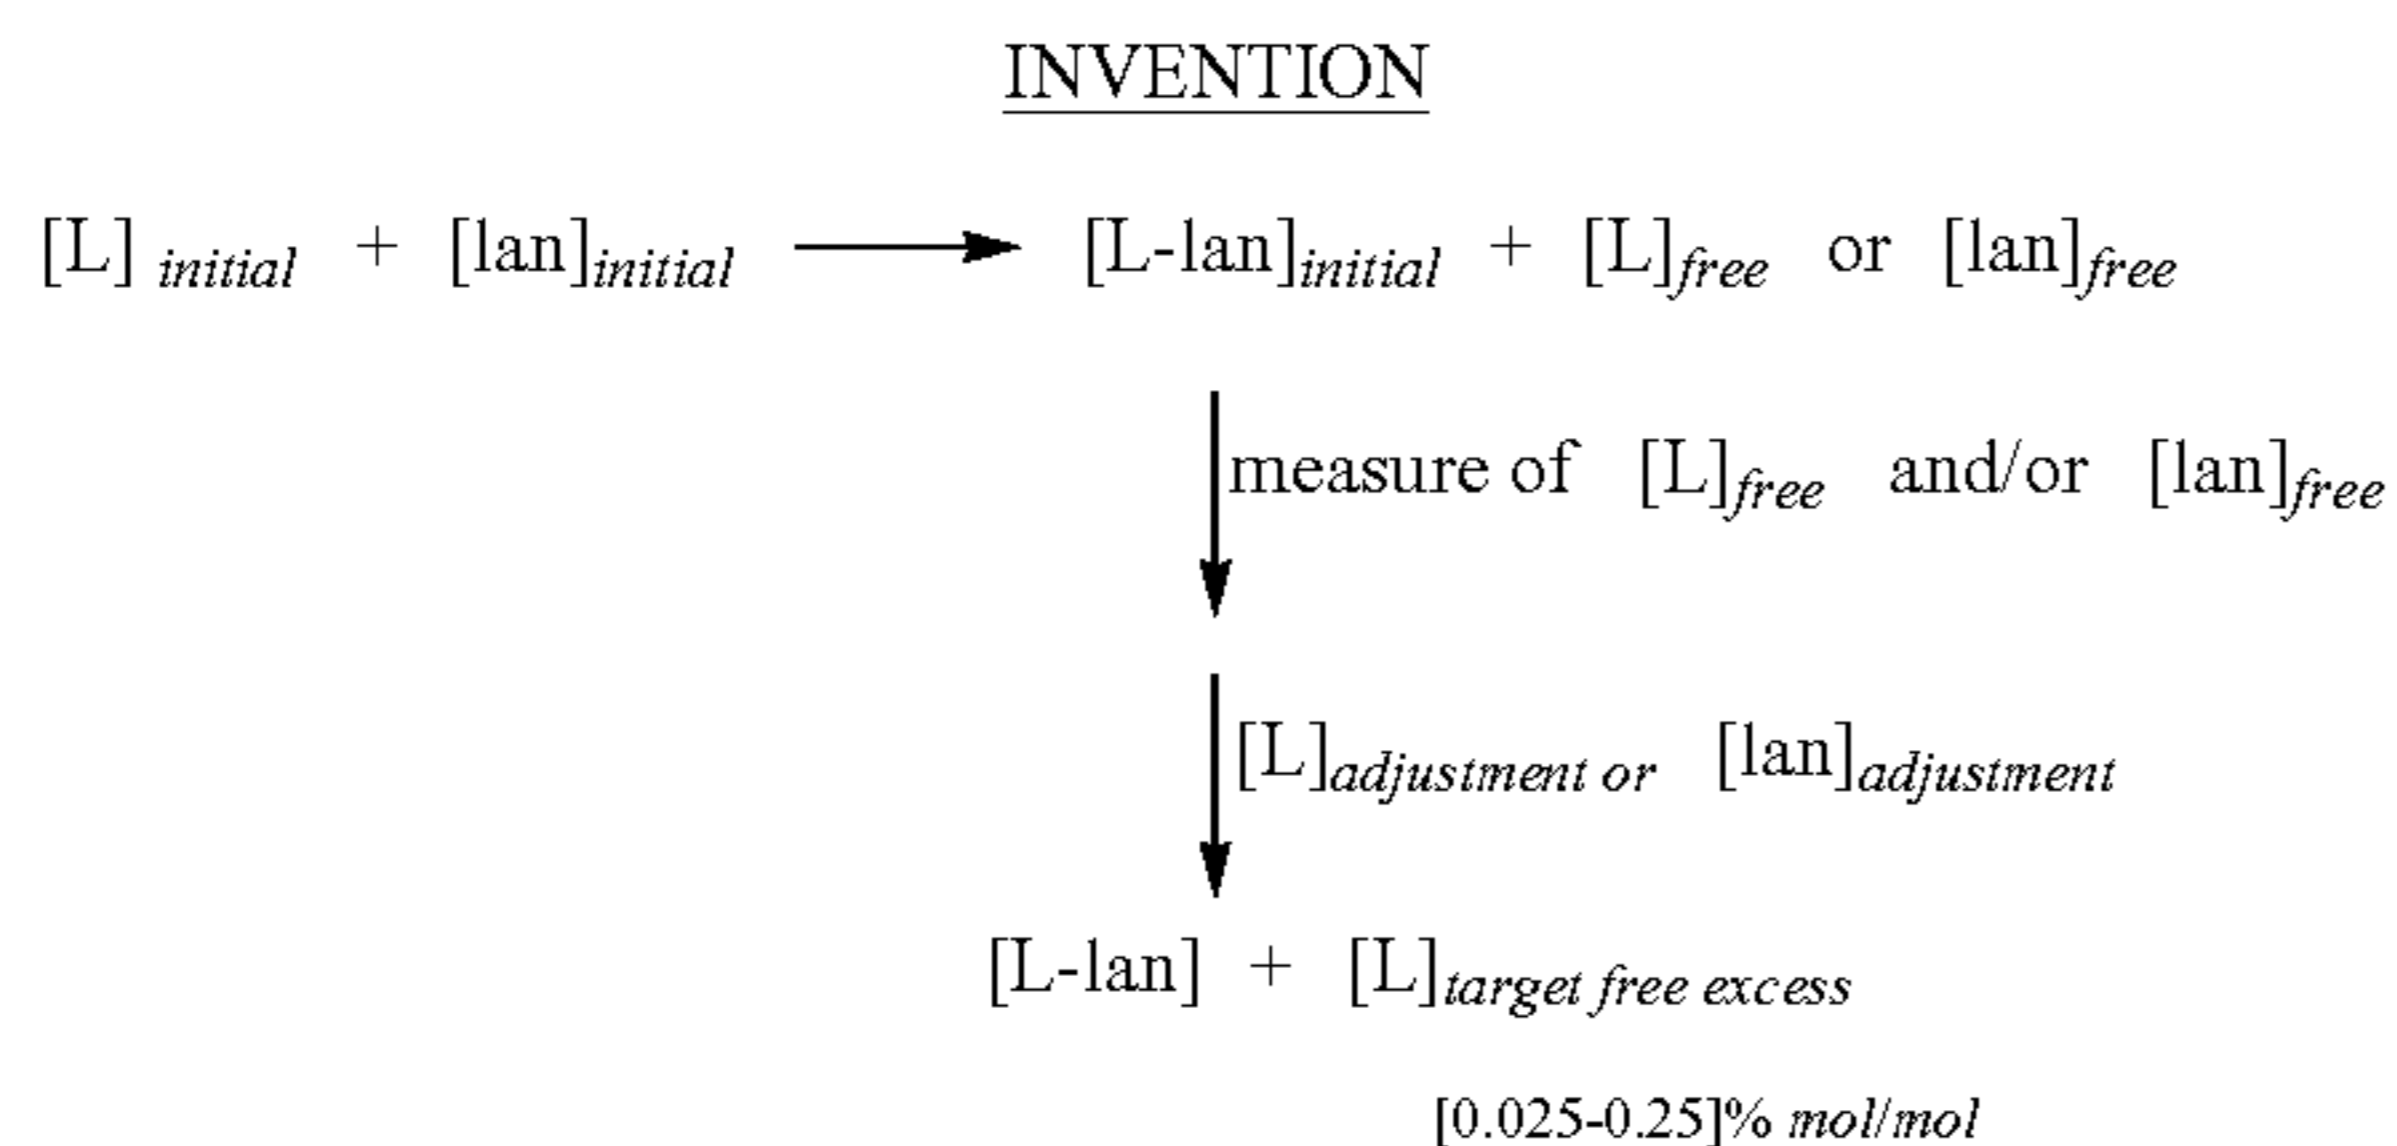 INVENTION
[L] initial + [lan]initial [L-lan]initial + [L]free or [lan]free
measure of [L]free and/or [lan]free
[L]adjustment or [lan]adjustment
[L-lan] + [L]target free excess
[0.025-0.25]% mol/mol